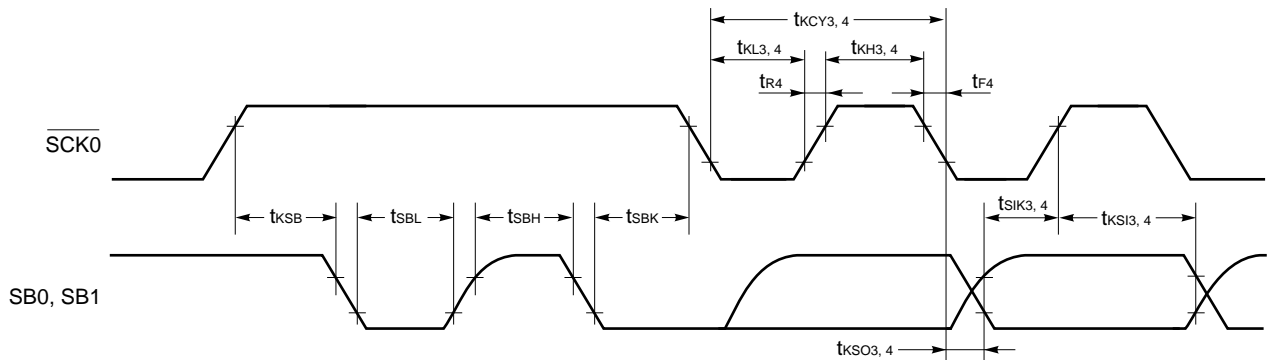 tKCY3, 4
tKL3, 4
tKH3, 4
tR4
tF4
SCK0
tKSB
tSBL
tSBH
tSBK
tSIK3, 4
tKSI3, 4
SB0, SB1
tKSO3, 4